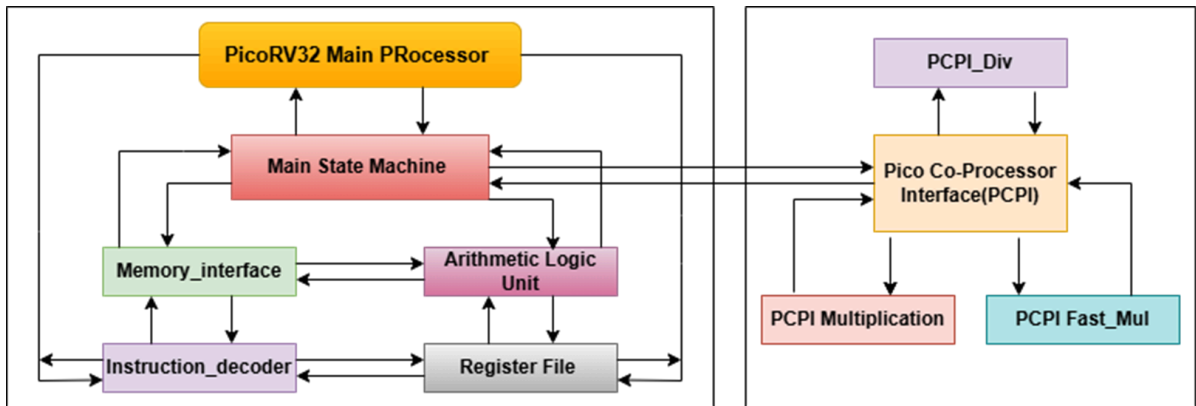 PicoRV32 Main PRocessor
Main State Machine
Memory_interface
Arithmetic Logic
Unit
Instruction_decoder
Register File
PCPI_Div
Pico Co-Processor
Interface(PCPI)
PCPI Multiplication
PCPI Fast_Mul